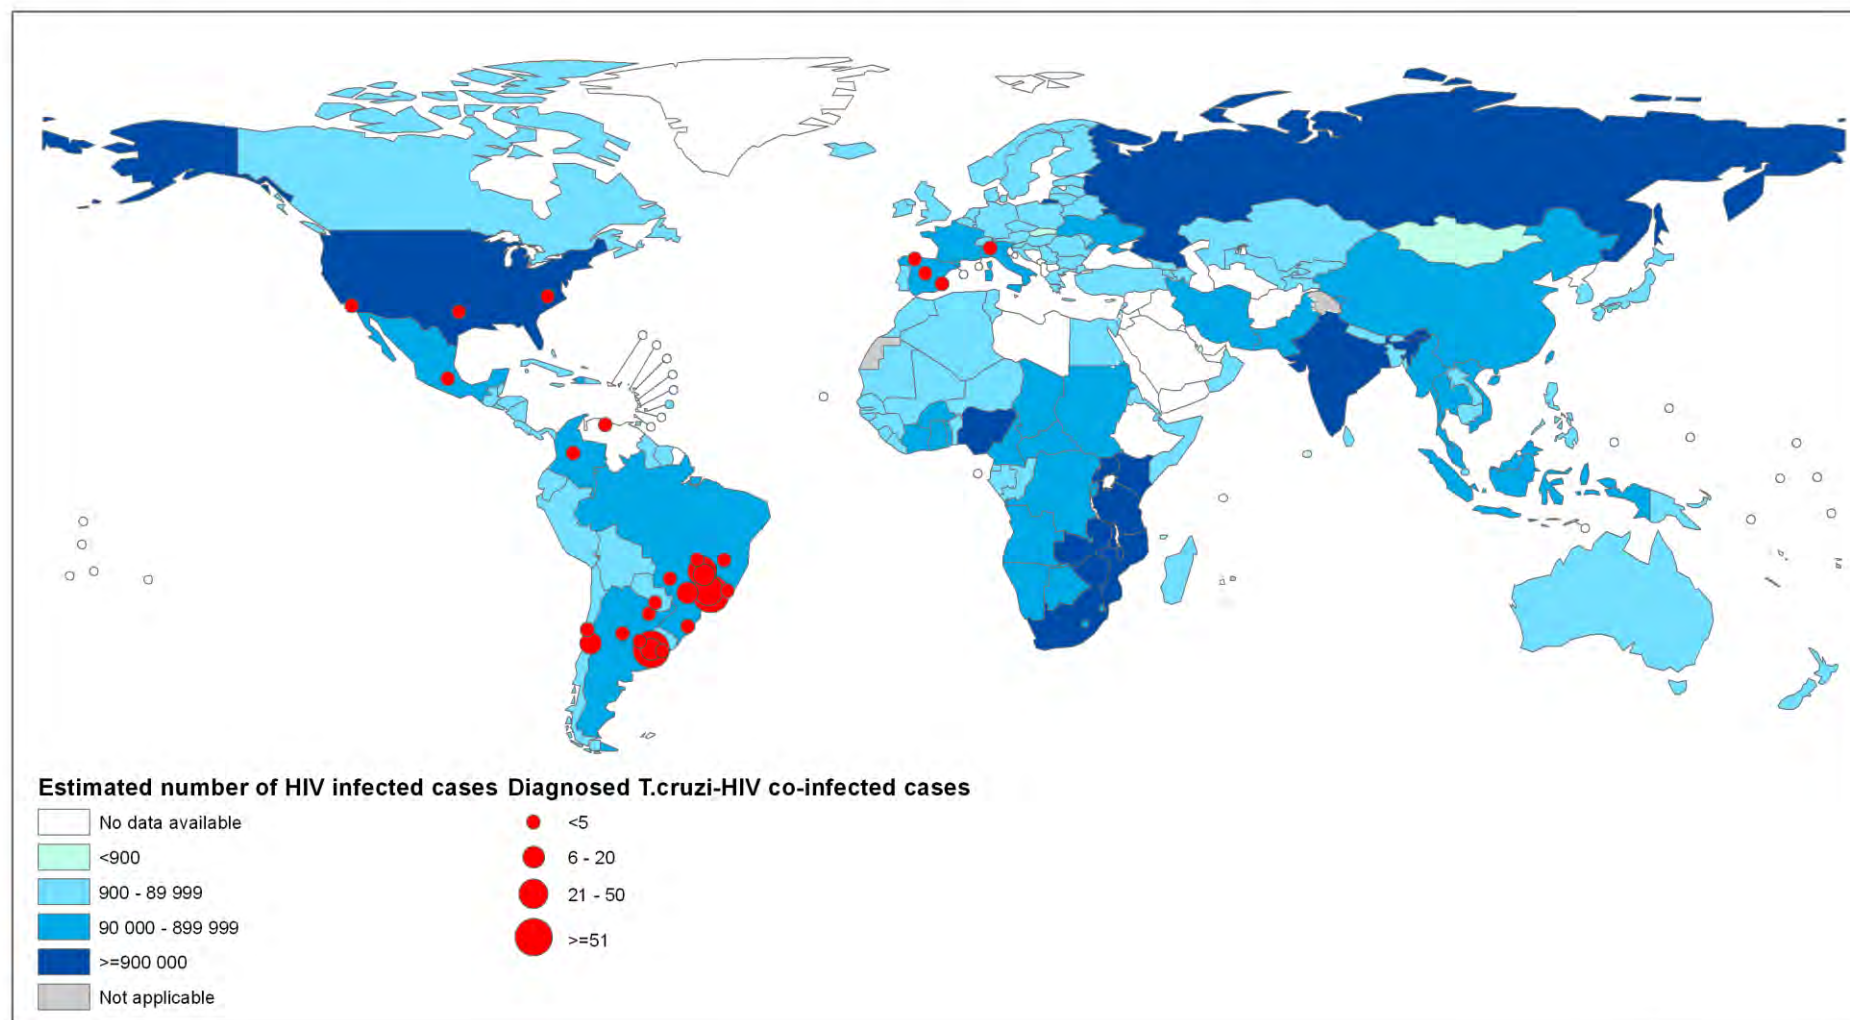 Estimated number of HIV infected cases
No data available
<900
900 - 89 999
90 000 - 899 999
>=900 000
Not applicable
Diagnosed T.cruzi-HIV co-infected cases
<5
6 - 20
21 - 50
>=51